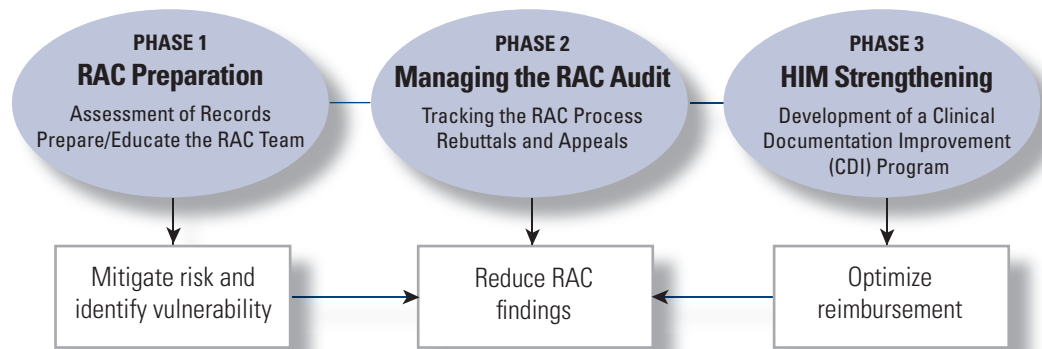 PHASE 1
RAC Preparation
Assessment of Records
Prepare/Educate the RAC Team
PHASE 2
Managing the RAC Audit
Tracking the RAC Process
Rebuttals and Appeals
PHASE 3
HIM Strengthening
Development of a Clinical
Documentation Improvement
(CDI) Program
Mitigate risk and
identify vulnerability
Reduce RAC
findings
Optimize
reimbursement